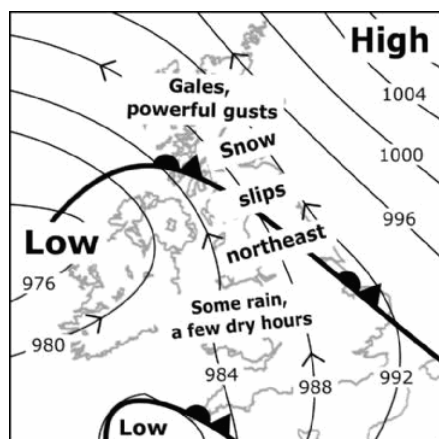 High
Gales,
powerful gusts
1004
Snow
1000
slips
996
northeast
Low
976
Some rain,
a few dry hours
980
984
988
992
Low